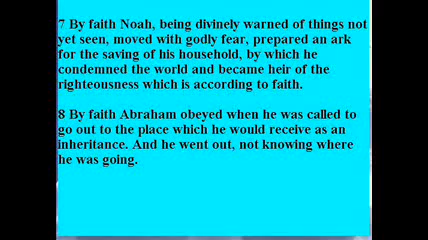 7 By faith Noah, being divinely warned of things not
yet seen, moved with godly fear, prepared an ark
for the saving of his household, by which he
condemned the world and became heir of the
righteousness which is according to faith.
8 By faith Abraham obeyed when he was called to
go out to the place which he would receive as an
inheritance. And he went out, not knowing where
he was going.